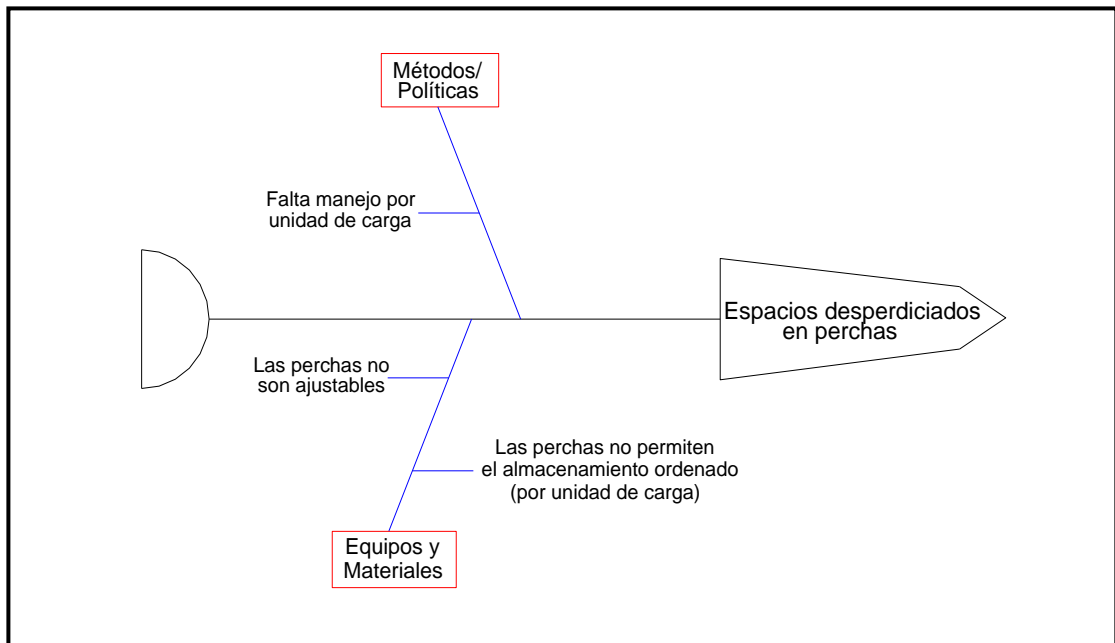 Métodos/
Políticas
Falta manejo por
unidad de carga
Espacios desperdiciados
en perchas
Las perchas no
son ajustables
Las perchas no permiten
el almacenamiento ordenado
(por unidad de carga)
Equipos y
Materiales